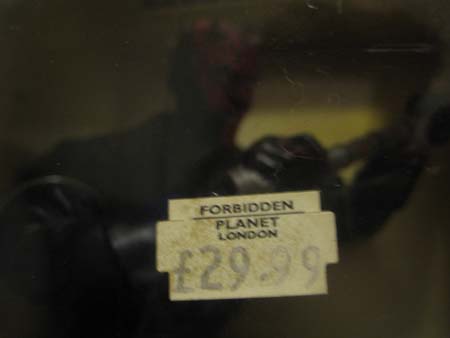 FORBIDDEN
PLANET
LONDON
£29.99